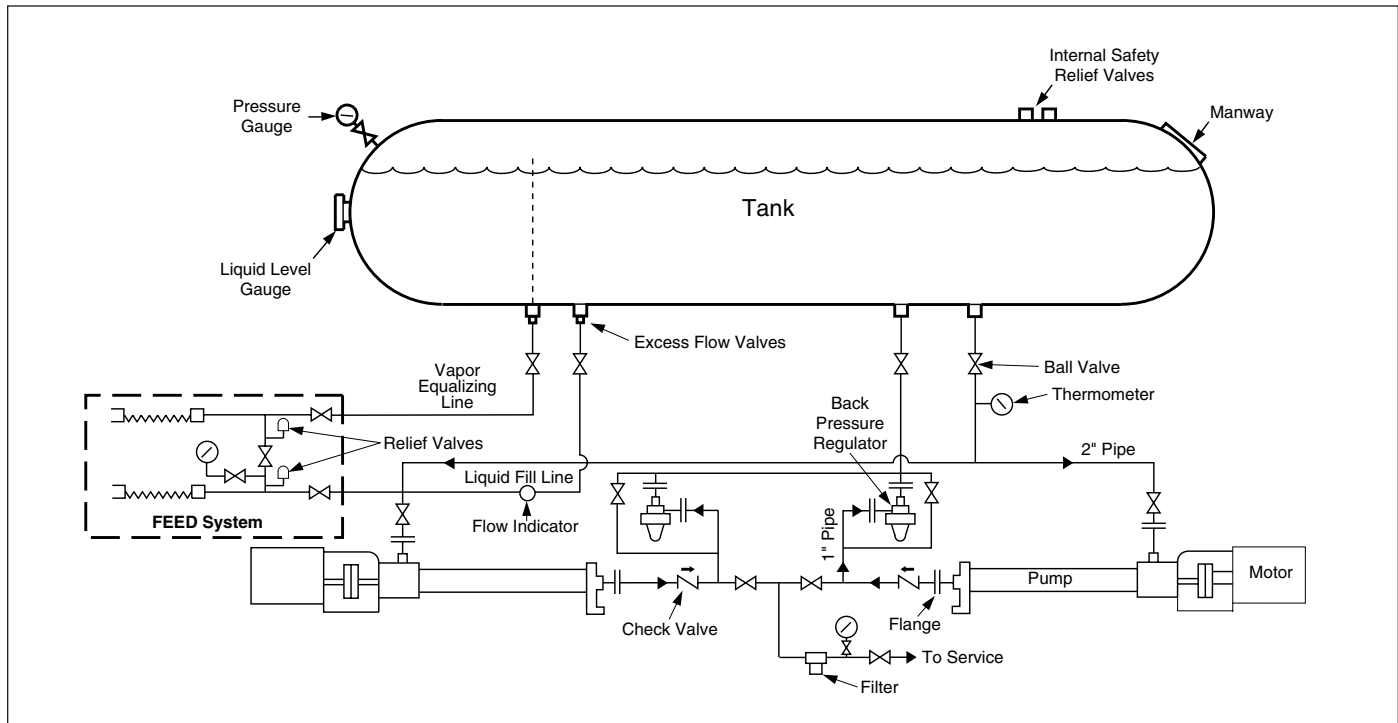 Internal Safety
Relief Valves
Pressure
Gauge
Manway
Tank
Liquid Level
Gauge
Excess Flow Valves
Ball Valve
Vapor
Equalizing
Line
Thermometer
Back
Pressure
Regulator
Relief Valves
2" Pipe
Liquid Fill Line
FEED System
Flow Indicator
1" Pipe
Pump
Motor
Check Valve
Flange
To Service
Filter